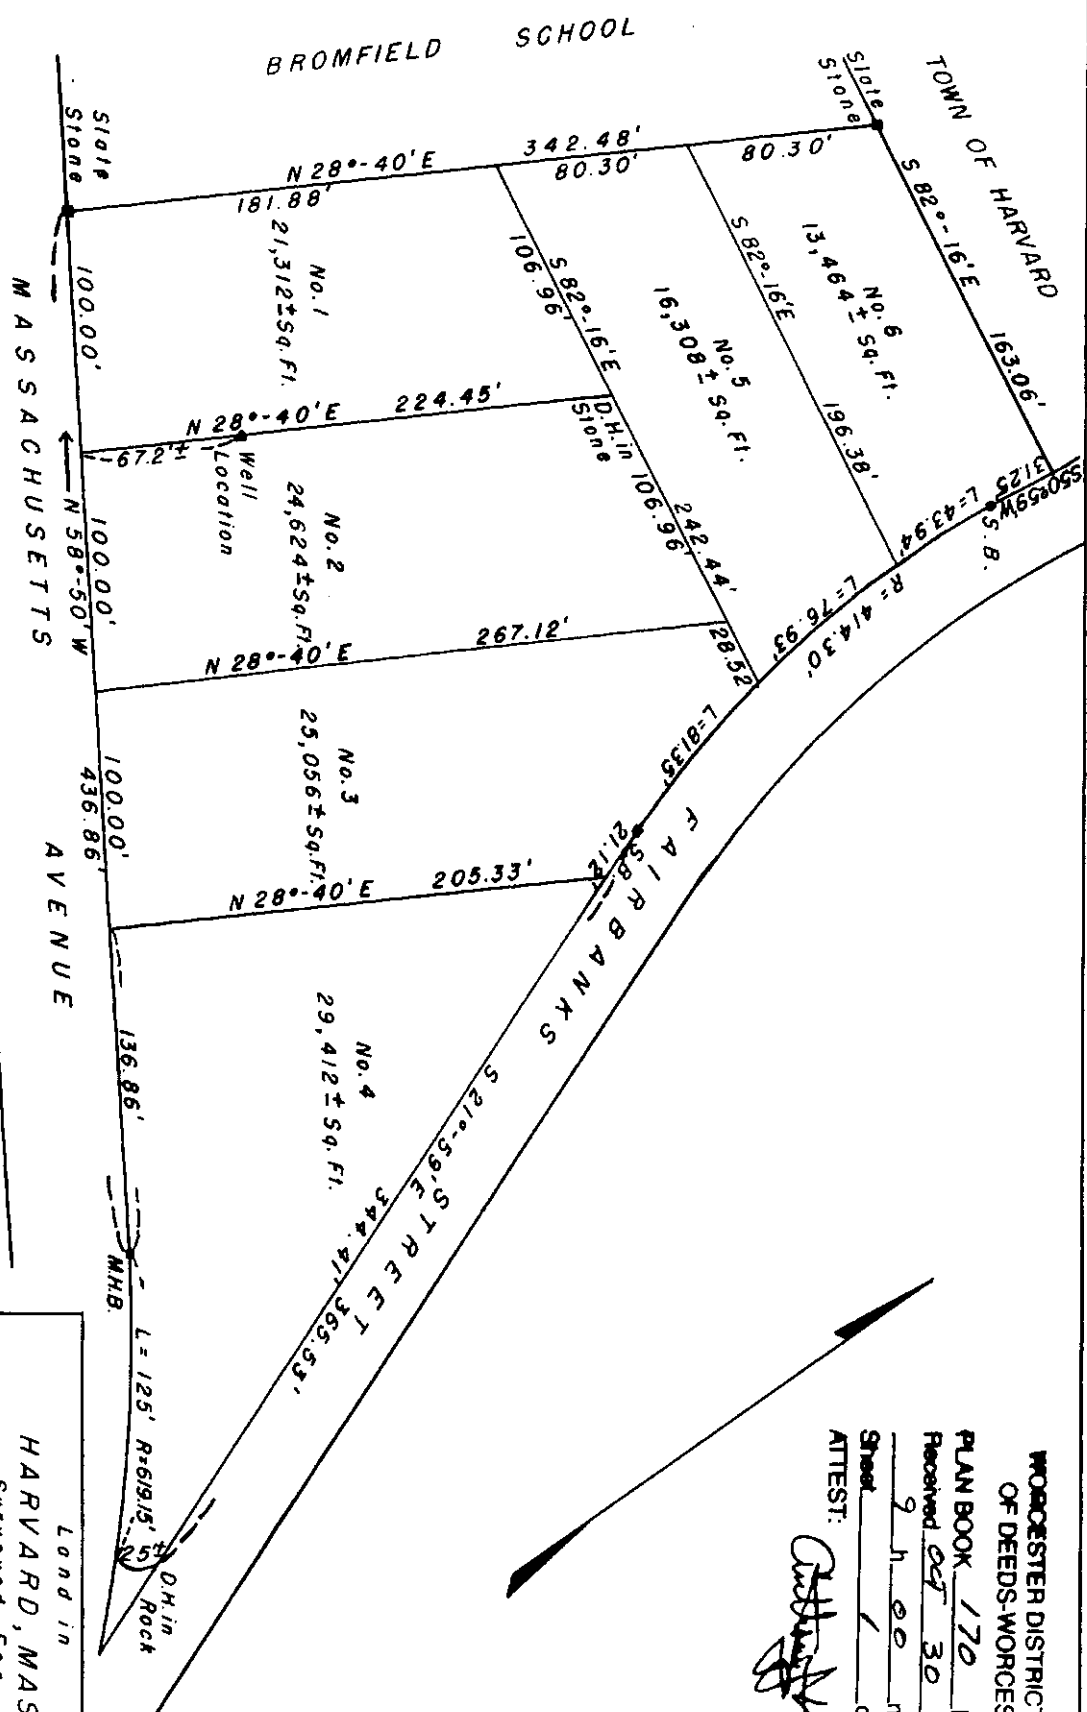 BROMFIELD SCHOOL
TOWN OF HARVARD
Slate
Stone
Slate
Stone
N 28°-40'E
342.48'
181.88'
80.30'
80.30'
S 82°-16'E
163.06'
S50°59'W
31.25
S.B.
No. 6
13,464 ± Sq. Ft.
S 82°-16'E
196.38'
L=43.94'
R= 414.30'
L=76.93'
No. 5
16,308 ± Sq. Ft.
S 82°-16'E
106.96'
D.H. in
Stone
106.96'
242.44'
28.52
No. 1
21,312 ± Sq. Ft.
100.00'
N 28°-40'E
224.45'
67.2'±
Well
Location
No. 2
24,624 ± Sq. Ft.
100.00'
N 58°-50'W
N 28°-40'E
267.12'
No. 3
25,056 ± Sq. Ft.
100.00'
436.86'
L=81.35'
S.B.
21.12'
N 28°-40'E
205.33'
No. 4
29,412 ± Sq. Ft.
136.86'
M.H.B.
L= 125' R=619.15'
25'±
D.H. in
Rock
S 21°-59'E
344.41'
365.53'
FAIRBANKS STREET
MASSACHUSETTS AVENUE
WORCESTER DISTRIC
OF DEEDS-WORCES
PLAN BOOK 170
Received Oct 30
9 h 00
Sheet 1
ATTEST:
Land in
HARVARD, MAS